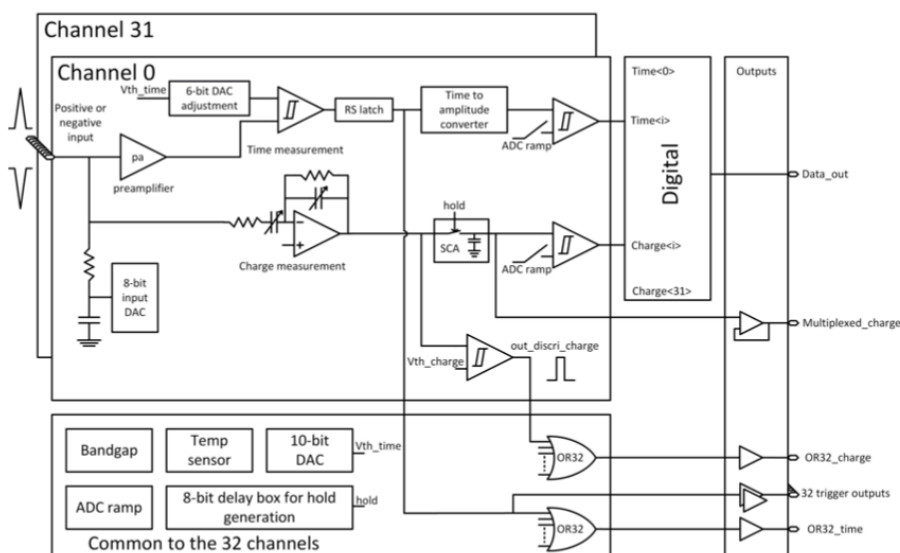 Channel 31
Channel 0
Vth_time
6-bit DAC
adjustment
RS latch
Time to
amplitude
converter
ADC ramp
Time<0>
Time<i>
Outputs
Positive or
negative
input
pa
preamplifier
Time measurement
Digital
Data_out
hold
SCA
ADC ramp
Charge<i>
Charge measurement
8-bit
input
DAC
Charge<31>
Multiplexed_charge
Vth_charge
out_discri_charge
Bandgap
Temp
sensor
10-bit
DAC
Vth_time
OR32
OR32_charge
ADC ramp
8-bit delay box for hold
generation
hold
32 trigger outputs
OR32
OR32_time
Common to the 32 channels